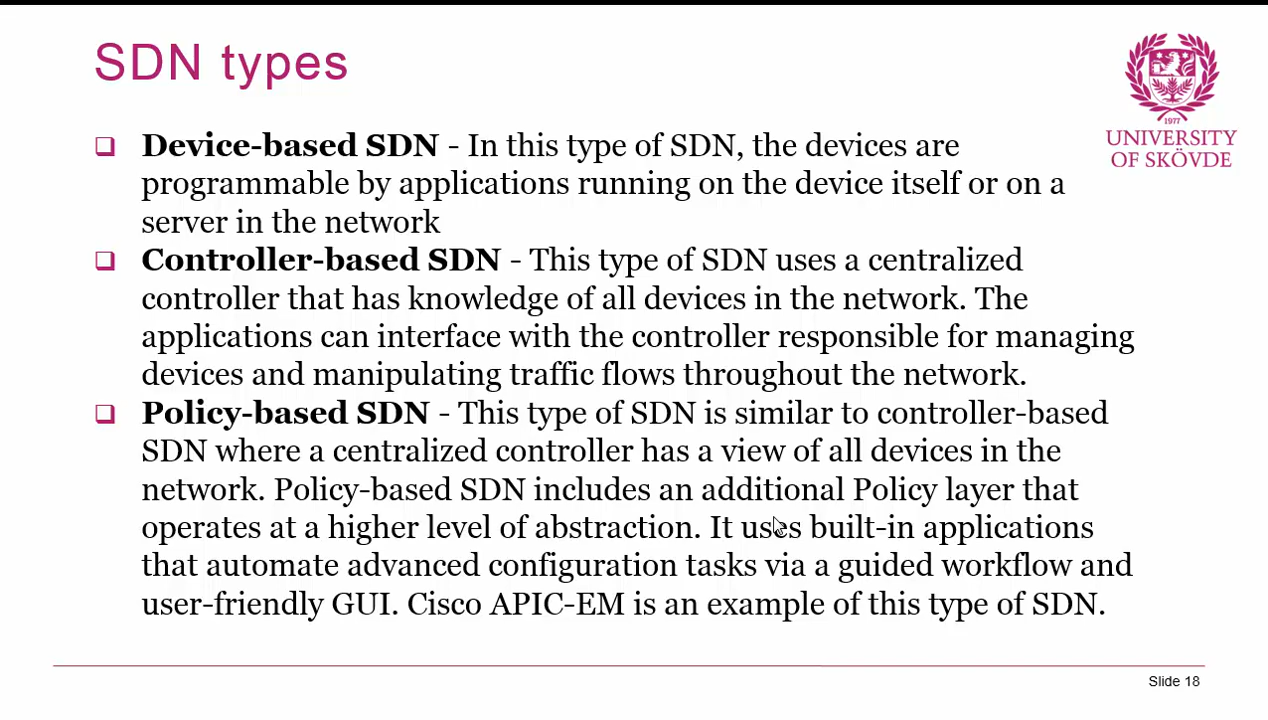 SDN types
1977
UNIVERSITY
OF SKÖVDE
❑ Device-based SDN - In this type of SDN, the devices are
programmable by applications running on the device itself or on a
server in the network
❑ Controller-based SDN - This type of SDN uses a centralized
controller that has knowledge of all devices in the network. The
applications can interface with the controller responsible for managing
devices and manipulating traffic flows throughout the network.
❑ Policy-based SDN - This type of SDN is similar to controller-based
SDN where a centralized controller has a view of all devices in the
network. Policy-based SDN includes an additional Policy layer that
operates at a higher level of abstraction. It uses built-in applications
that automate advanced configuration tasks via a guided workflow and
user-friendly GUI. Cisco APIC-EM is an example of this type of SDN.
Slide 18